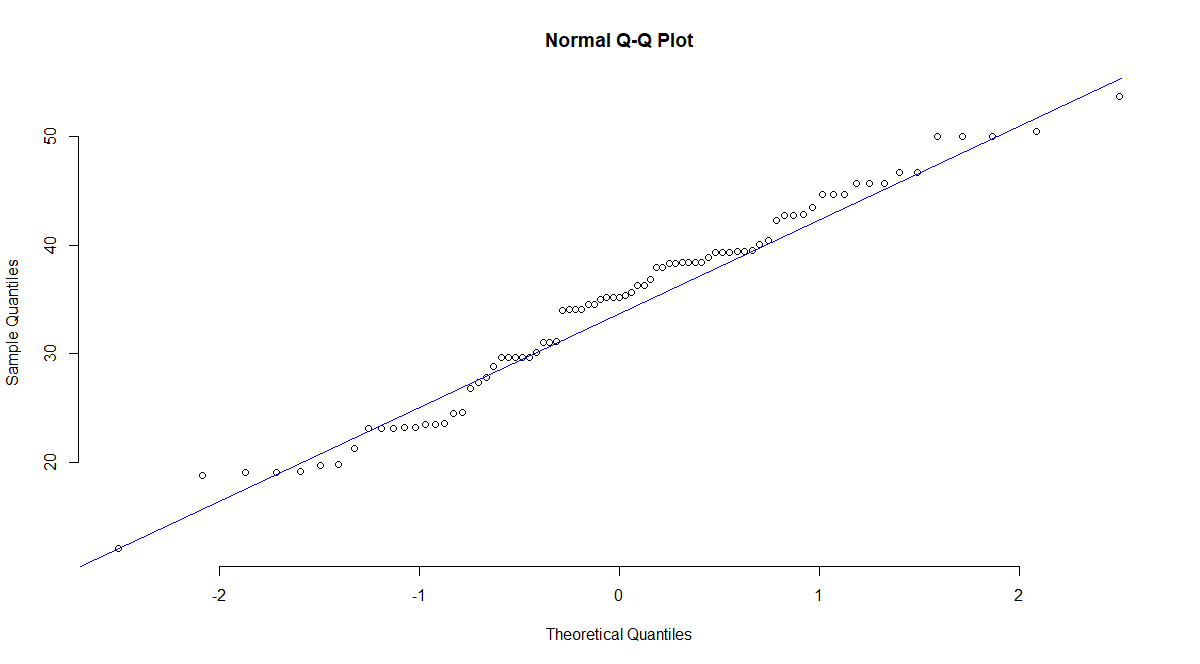 Normal Q-Q Plot
Sample Quantiles
50
40
30
20
-2 -1 0 1 2
Theoretical Quantiles